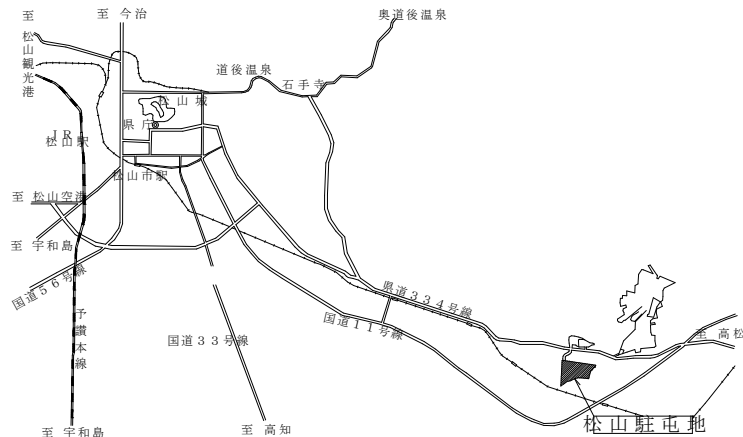 至 今治
奥道後温泉
至 松山観光港
道後温泉
石手寺
松山城
県庁
JR
松山駅
松山市駅
至 松山空港
至 宇和島
国道56号線
県道334号線
国道11号線
予讃本線
国道33号線
至 高松
至 宇和島
至 高知
松山駐屯地